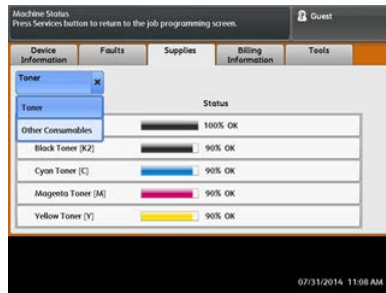 Machine Status
Press Services button to return to the job programming screen.
Guest
Device Information
Faults
Supplies
Billing Information
Tools
Toner
Status
Toner
100% OK
Other Consumables
Black Toner [K2]
90% OK
Cyan Toner [C]
90% OK
Magenta Toner [M]
90% OK
Yellow Toner [Y]
90% OK
07/31/2014 11:08 AM